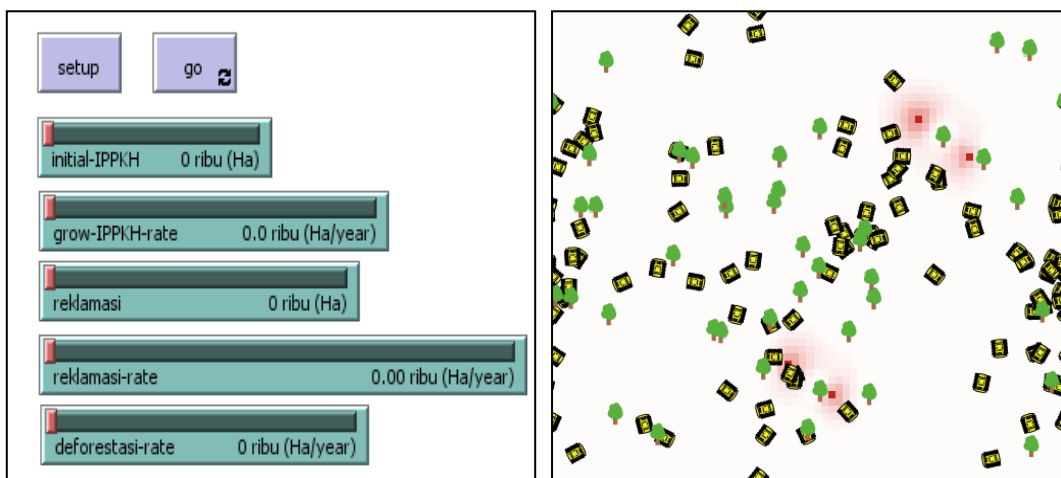 setup
go
initial-IPPKH 0 ribu (Ha)
grow-IPPKH-rate 0.0 ribu (Ha/year)
reklamasi 0 ribu (Ha)
reklamasi-rate 0.00 ribu (Ha/year)
deforestasi-rate 0 ribu (Ha/year)